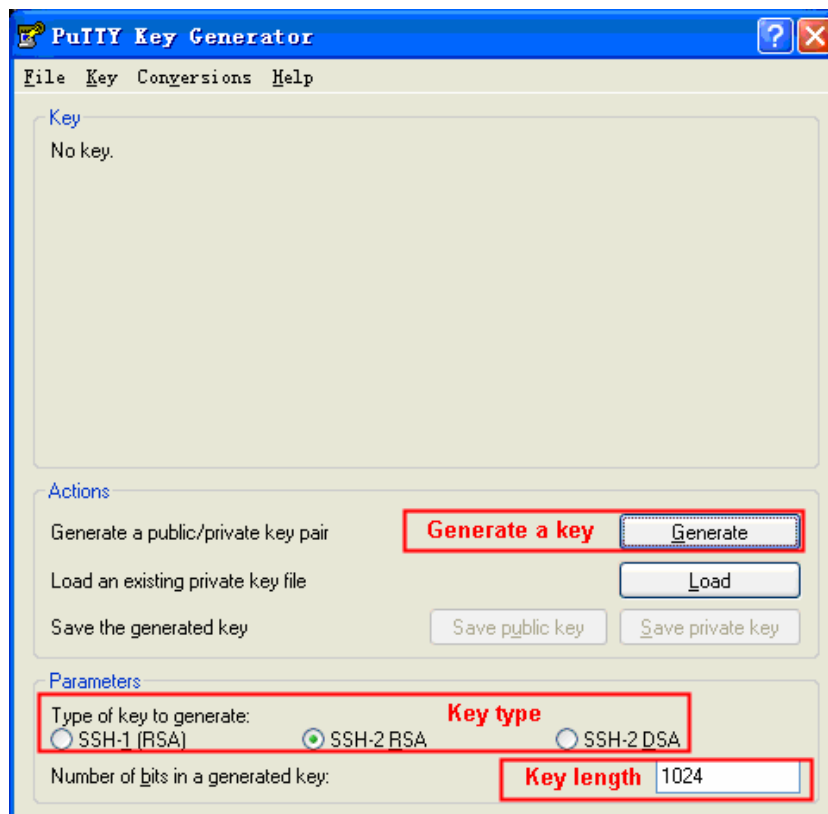 PuTTY Key Generator
File Key Conversions Help
Key
No key.
Actions
Generate a public/private key pair Generate a key Generate
Load an existing private key file Load
Save the generated key Save public key Save private key
Parameters
Type of key to generate: Key type
SSH-1 (RSA) SSH-2 RSA SSH-2 DSA
Number of bits in a generated key: Key length 1024